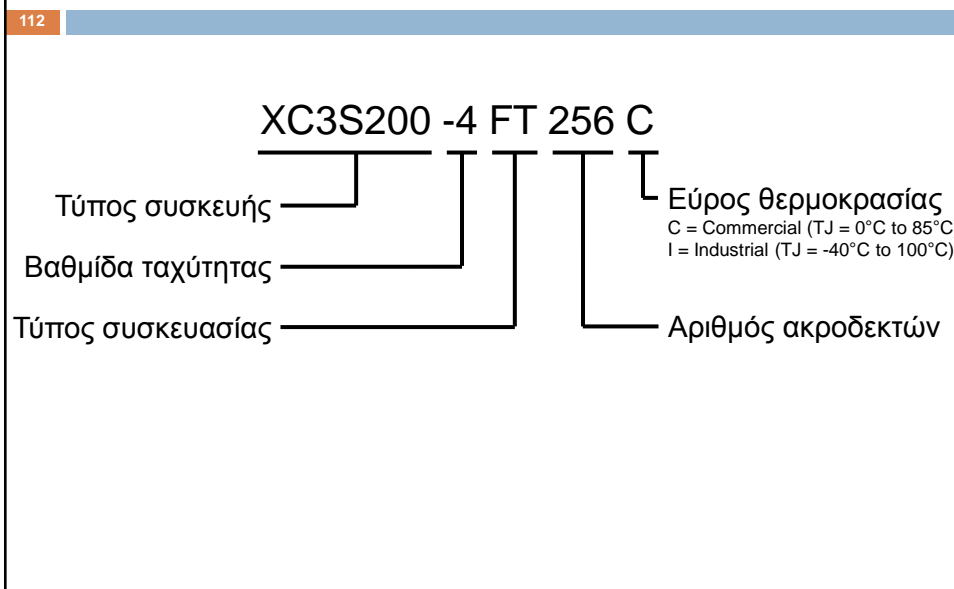 112
XC3S200 -4 FT 256 C
Τύπος συσκευής
Βαθμίδα ταχύτητας
Τύπος συσκευασίας
Εύρος θερμοκρασίας
C = Commercial (TJ = 0°C to 85°C
I = Industrial (TJ = -40°C to 100°C)
Αριθμός ακροδεκτών